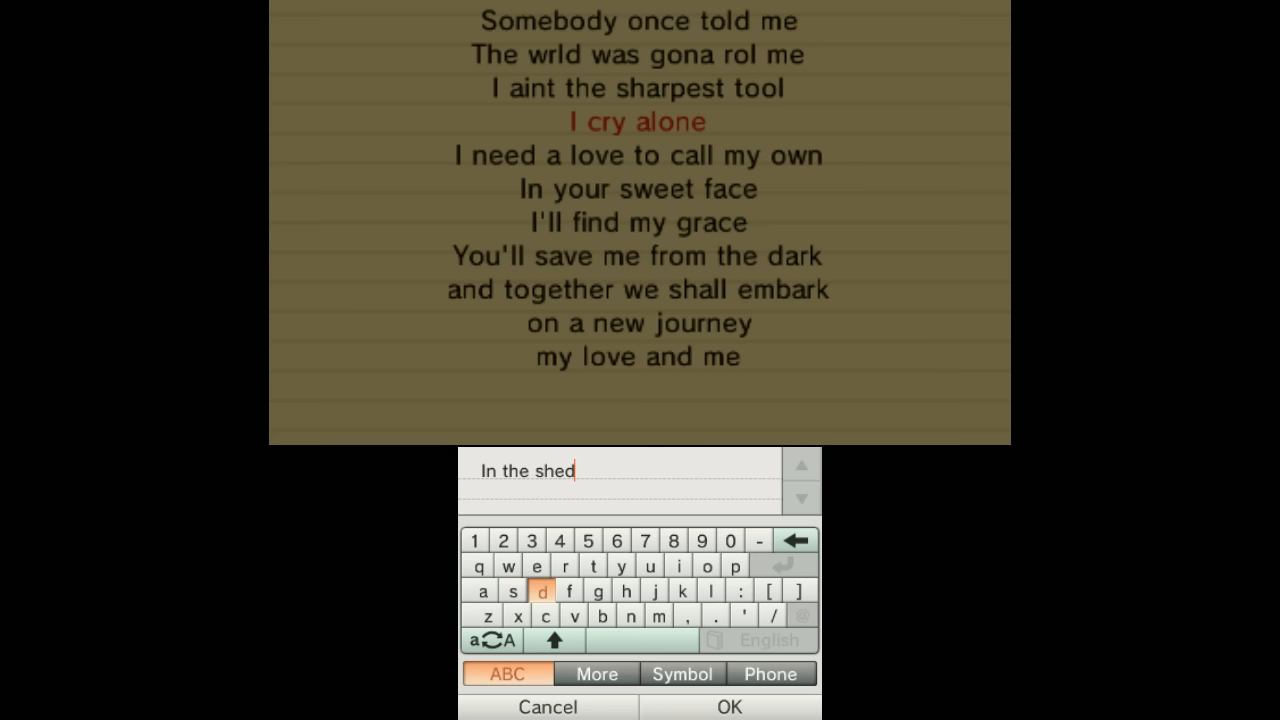 Somebody once told me
The wrld was gona rol me
I aint the sharpest tool
I cry alone
I need a love to call my own
In your sweet face
I'll find my grace
You'll save me from the dark
and together we shall embark
on a new journey
my love and me
In the shed
1 2 3 4 5 6 7 8 9 0 -
q w e r t y u i o p
a s d f g h j k l : [ ]
z x c v b n m , . ' / @
a A English
ABC More Symbol Phone
Cancel OK